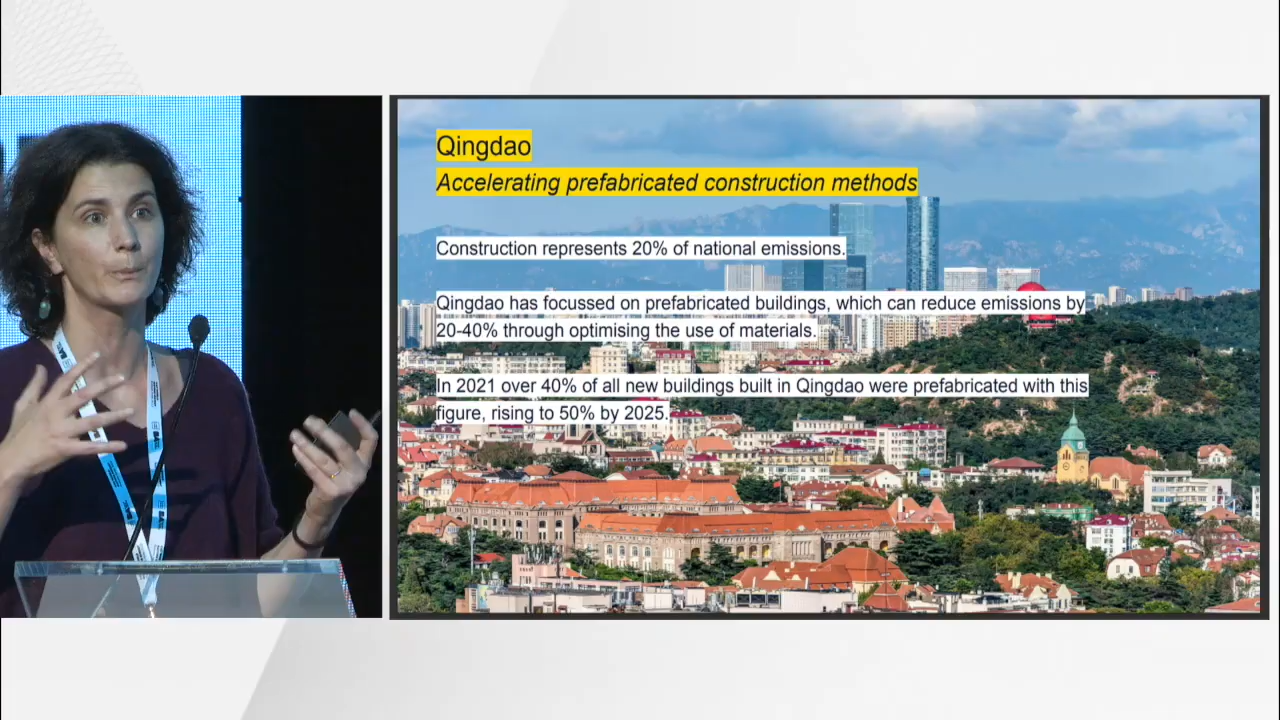 Qingdao
Accelerating prefabricated construction methods
Construction represents 20% of national emissions.
Qingdao has focussed on prefabricated buildings, which can reduce emissions by
20-40% through optimising the use of materials.
In 2021 over 40% of all new buildings built in Qingdao were prefabricated with this
figure, rising to 50% by 2025.